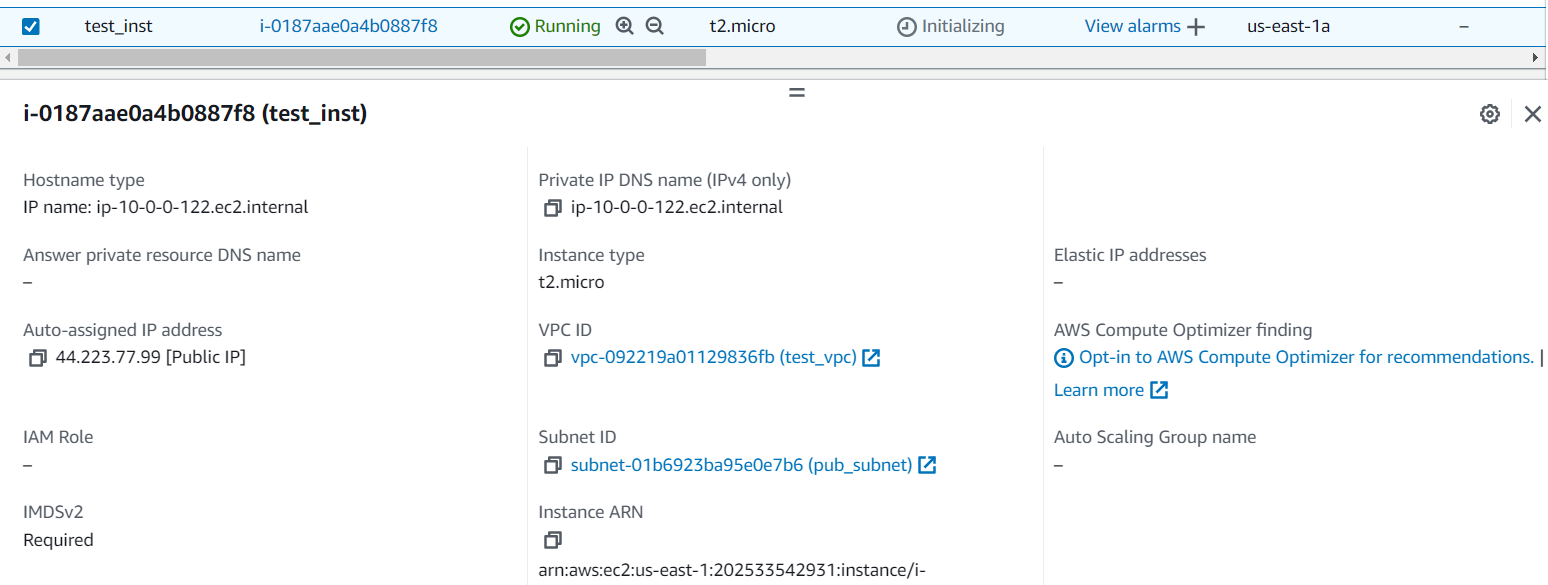 test_inst i-0187aae0a4b0887f8 Running t2.micro Initializing View alarms us-east-1a –
i-0187aae0a4b0887f8 (test_inst)
Hostname type
IP name: ip-10-0-0-122.ec2.internal
Private IP DNS name (IPv4 only)
ip-10-0-0-122.ec2.internal
Answer private resource DNS name
–
Instance type
t2.micro
Elastic IP addresses
–
Auto-assigned IP address
44.223.77.99 [Public IP]
VPC ID
vpc-092219a01129836fb (test_vpc)
AWS Compute Optimizer finding
Opt-in to AWS Compute Optimizer for recommendations. |
Learn more
IAM Role
–
Subnet ID
subnet-01b6923ba95e0e7b6 (pub_subnet)
Auto Scaling Group name
–
IMDSv2
Required
Instance ARN
arn:aws:ec2:us-east-1:202533542931:instance/i-